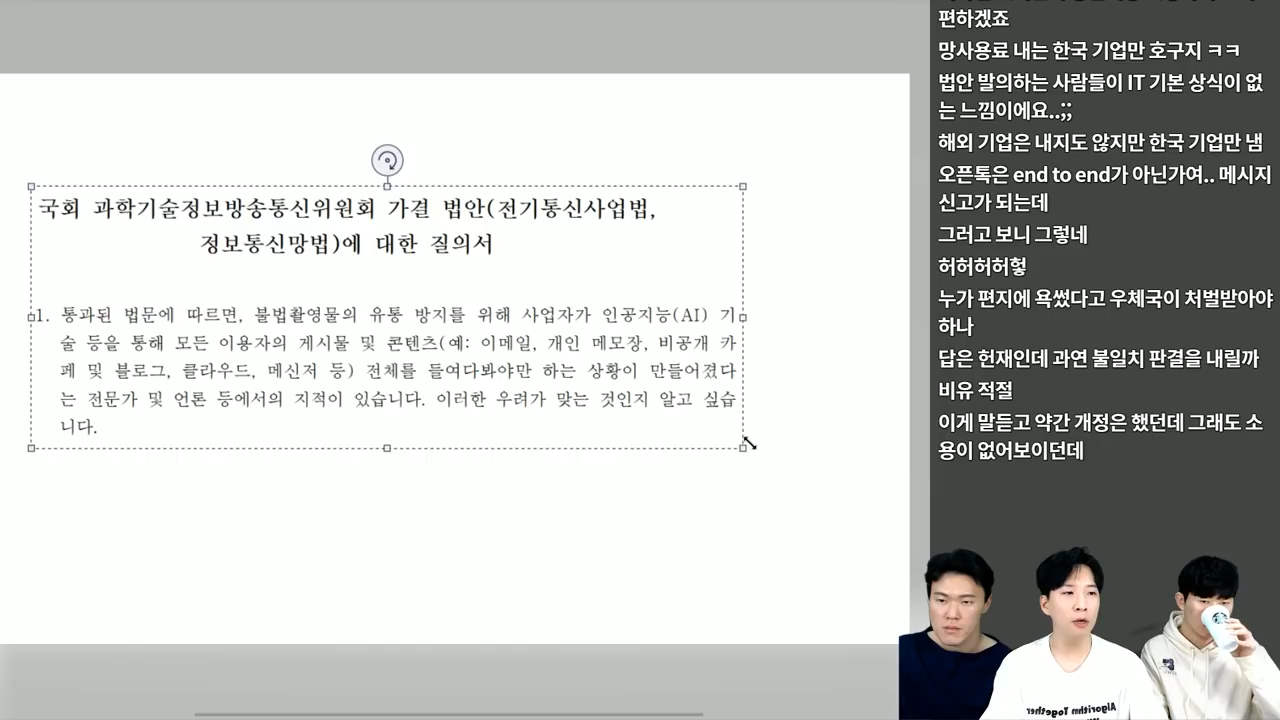 국회 과학기술정보방송통신위원회 가결 법안(전기통신사업법,
정보통신망법)에 대한 질의서
1. 통과된 법문에 따르면, 불법촬영물의 유통 방지를 위해 사업자가 인공지능(AI) 기
술 등을 통해 모든 이용자의 게시물 및 콘텐츠(예: 이메일, 개인 메모장, 비공개 카
페 및 블로그, 클라우드, 메신저 등) 전체를 들여다봐야만 하는 상황이 만들어졌다
는 전문가 및 언론 등에서의 지적이 있습니다. 이러한 우려가 맞는 것인지 알고 싶습
니다.
편하겠죠
망사용료 내는 한국 기업만 호구지 ㅋㅋ
법안 발의하는 사람들이 IT 기본 상식이 없
는 느낌이에요..;;
해외 기업은 내지도 않지만 한국 기업만 냄
오픈톡은 end to end가 아닌가여.. 메시지
신고가 되는데
그러고 보니 그렇네
허허허허헣
누가 편지에 욕썼다고 우체국이 처벌받아야
하나
답은 헌재인데 과연 불일치 판결을 내릴까
비유 적절
이게 말듣고 약간 개정은 했던데 그래도 소
용이 없어보이던데
Algorithm Together